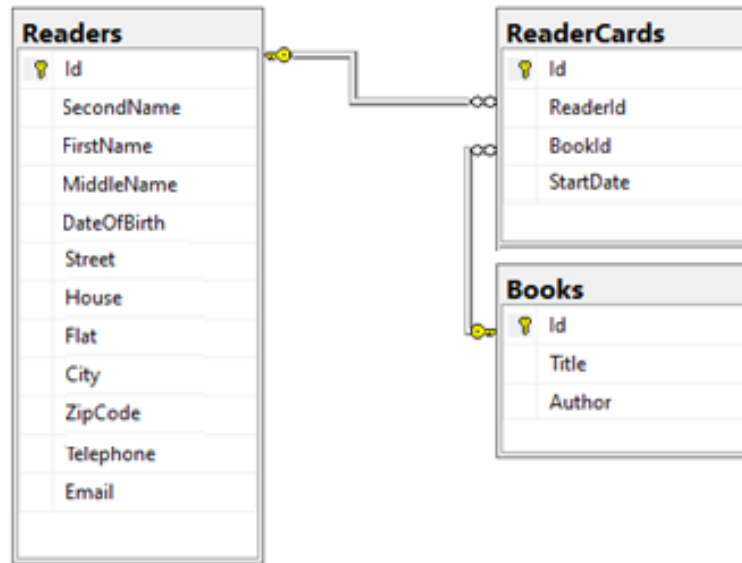 Readers
Id
SecondName
FirstName
MiddleName
DateOfBirth
Street
House
Flat
City
ZipCode
Telephone
Email
ReaderCards
Id
ReaderId
BookId
StartDate
Books
Id
Title
Author